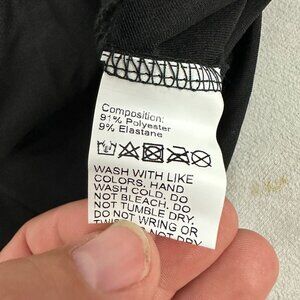 Composition:
91% Polyester
9% Elastane
WASH WITH LIKE
COLORS, HAND
WASH COLD, DO
NOT BLEACH. DO
NOT TUMBLE DRY.
DO NOT WRING OR